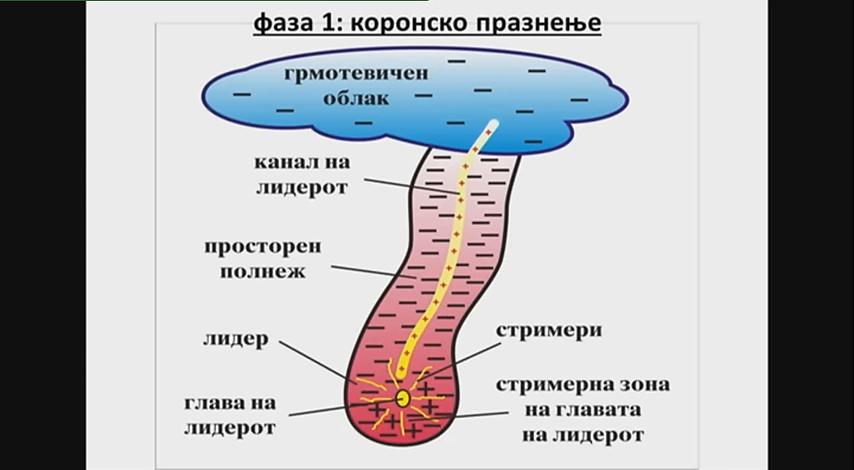 фаза 1: коронско празнење
грмотевичен
облак
канал на
лидерот
просторен
полнеж
лидер
стримери
глава на
лидерот
стримерна зона
на главата
на лидерот